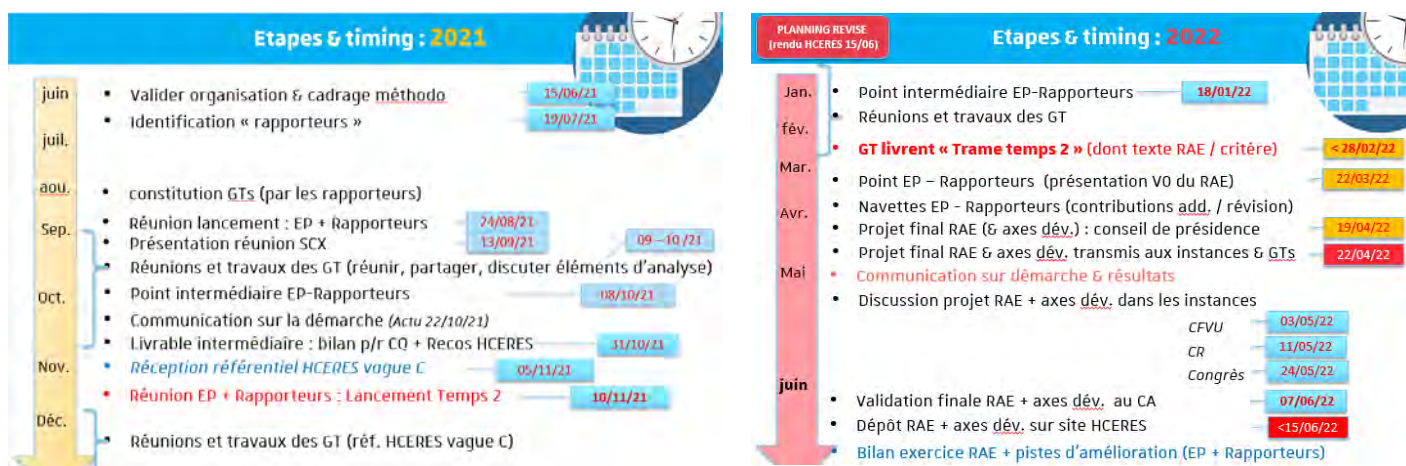 Etapes & timing : 2021
juin
• Valider organisation & cadrage méthodo 15/06/21
• Identification « rapporteurs » 19/07/21
juil.
aou.
• constitution GTs (par les rapporteurs)
Sep.
• Réunion lancement : EP + Rapporteurs 24/08/21
• Présentation réunion SCX 13/09/21
09 –10 /21
• Réunions et travaux des GT (réunir, partager, discuter éléments d'analyse)
Oct.
• Point intermédiaire EP-Rapporteurs 08/10/21
• Communication sur la démarche (Actu 22/10/21)
• Livrable intermédiaire : bilan p/r CQ + Recos HCERES 31/10/21
Nov.
• Réception référentiel HCERES vague C 05/11/21
• Réunion EP + Rapporteurs : Lancement Temps 2 10/11/21
Déc.
• Réunions et travaux des GT (réf. HCERES vague C)
PLANNING REVISE
(rendu HCERES 15/06)
Etapes & timing : 2022
Jan.
• Point intermédiaire EP-Rapporteurs 18/01/22
• Réunions et travaux des GT
fév.
• GT livrent « Trame temps 2 » (dont texte RAE / critère) < 28/02/22
Mar.
• Point EP – Rapporteurs (présentation V0 du RAE) 22/03/22
• Navettes EP - Rapporteurs (contributions add. / révision)
Avr.
• Projet final RAE (& axes dév.) : conseil de présidence 19/04/22
• Projet final RAE & axes dév. transmis aux instances & GTs 22/04/22
Mai
• Communication sur démarche & résultats
• Discussion projet RAE + axes dév. dans les instances
CFVU 03/05/22
CR 11/05/22
Congrès 24/05/22
juin
• Validation finale RAE + axes dév. au CA 07/06/22
• Dépôt RAE + axes dév. sur site HCERES <15/06/22
• Bilan exercice RAE + pistes d'amélioration (EP + Rapporteurs)